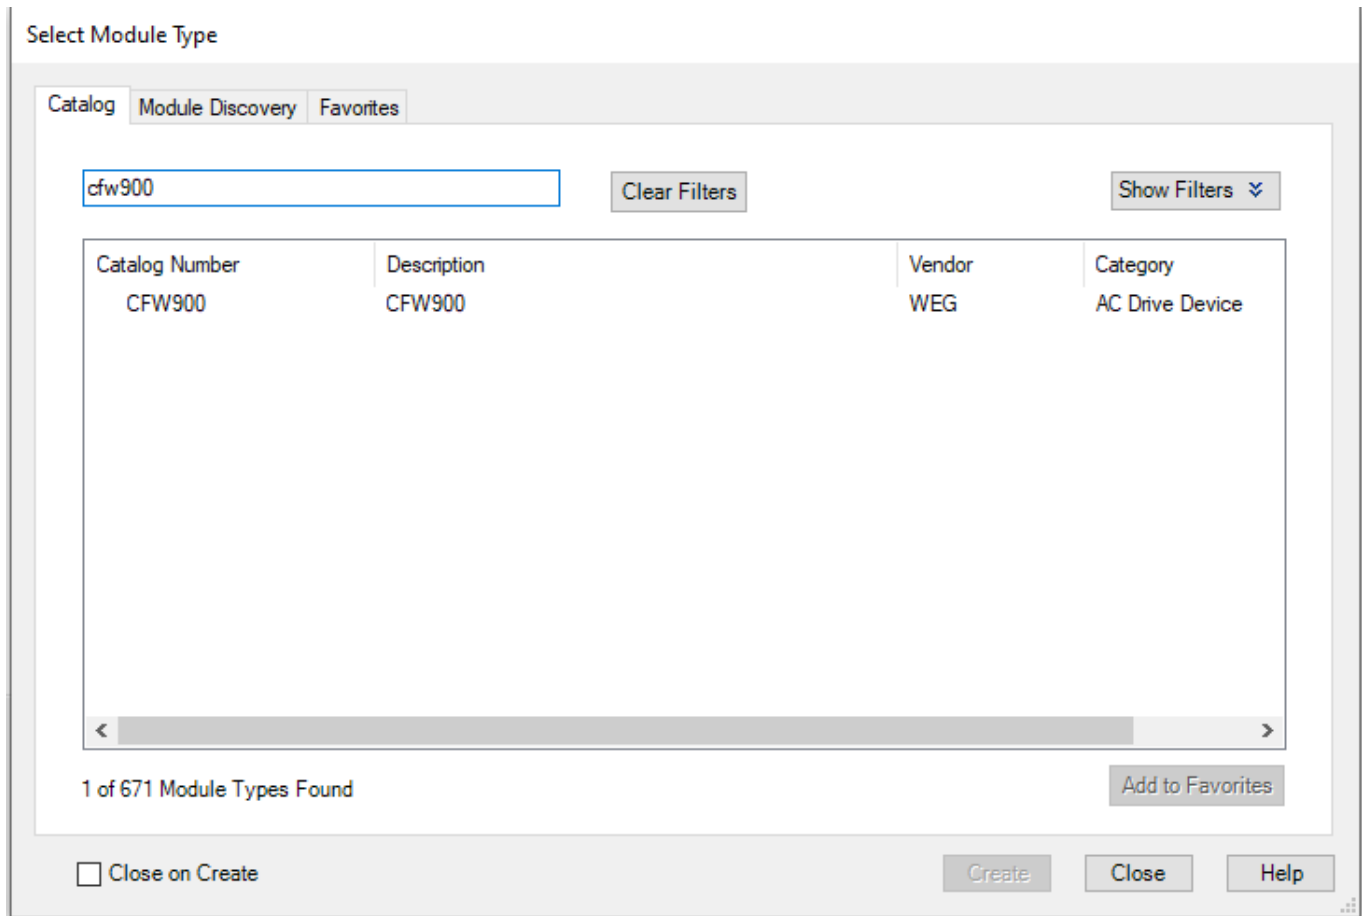 Select Module Type
Catalog Module Discovery Favorites
cfw900 Clear Filters Show Filters
Catalog Number Description Vendor Category
CFW900 CFW900 WEG AC Drive Device
1 of 671 Module Types Found Add to Favorites
Close on Create Create Close Help